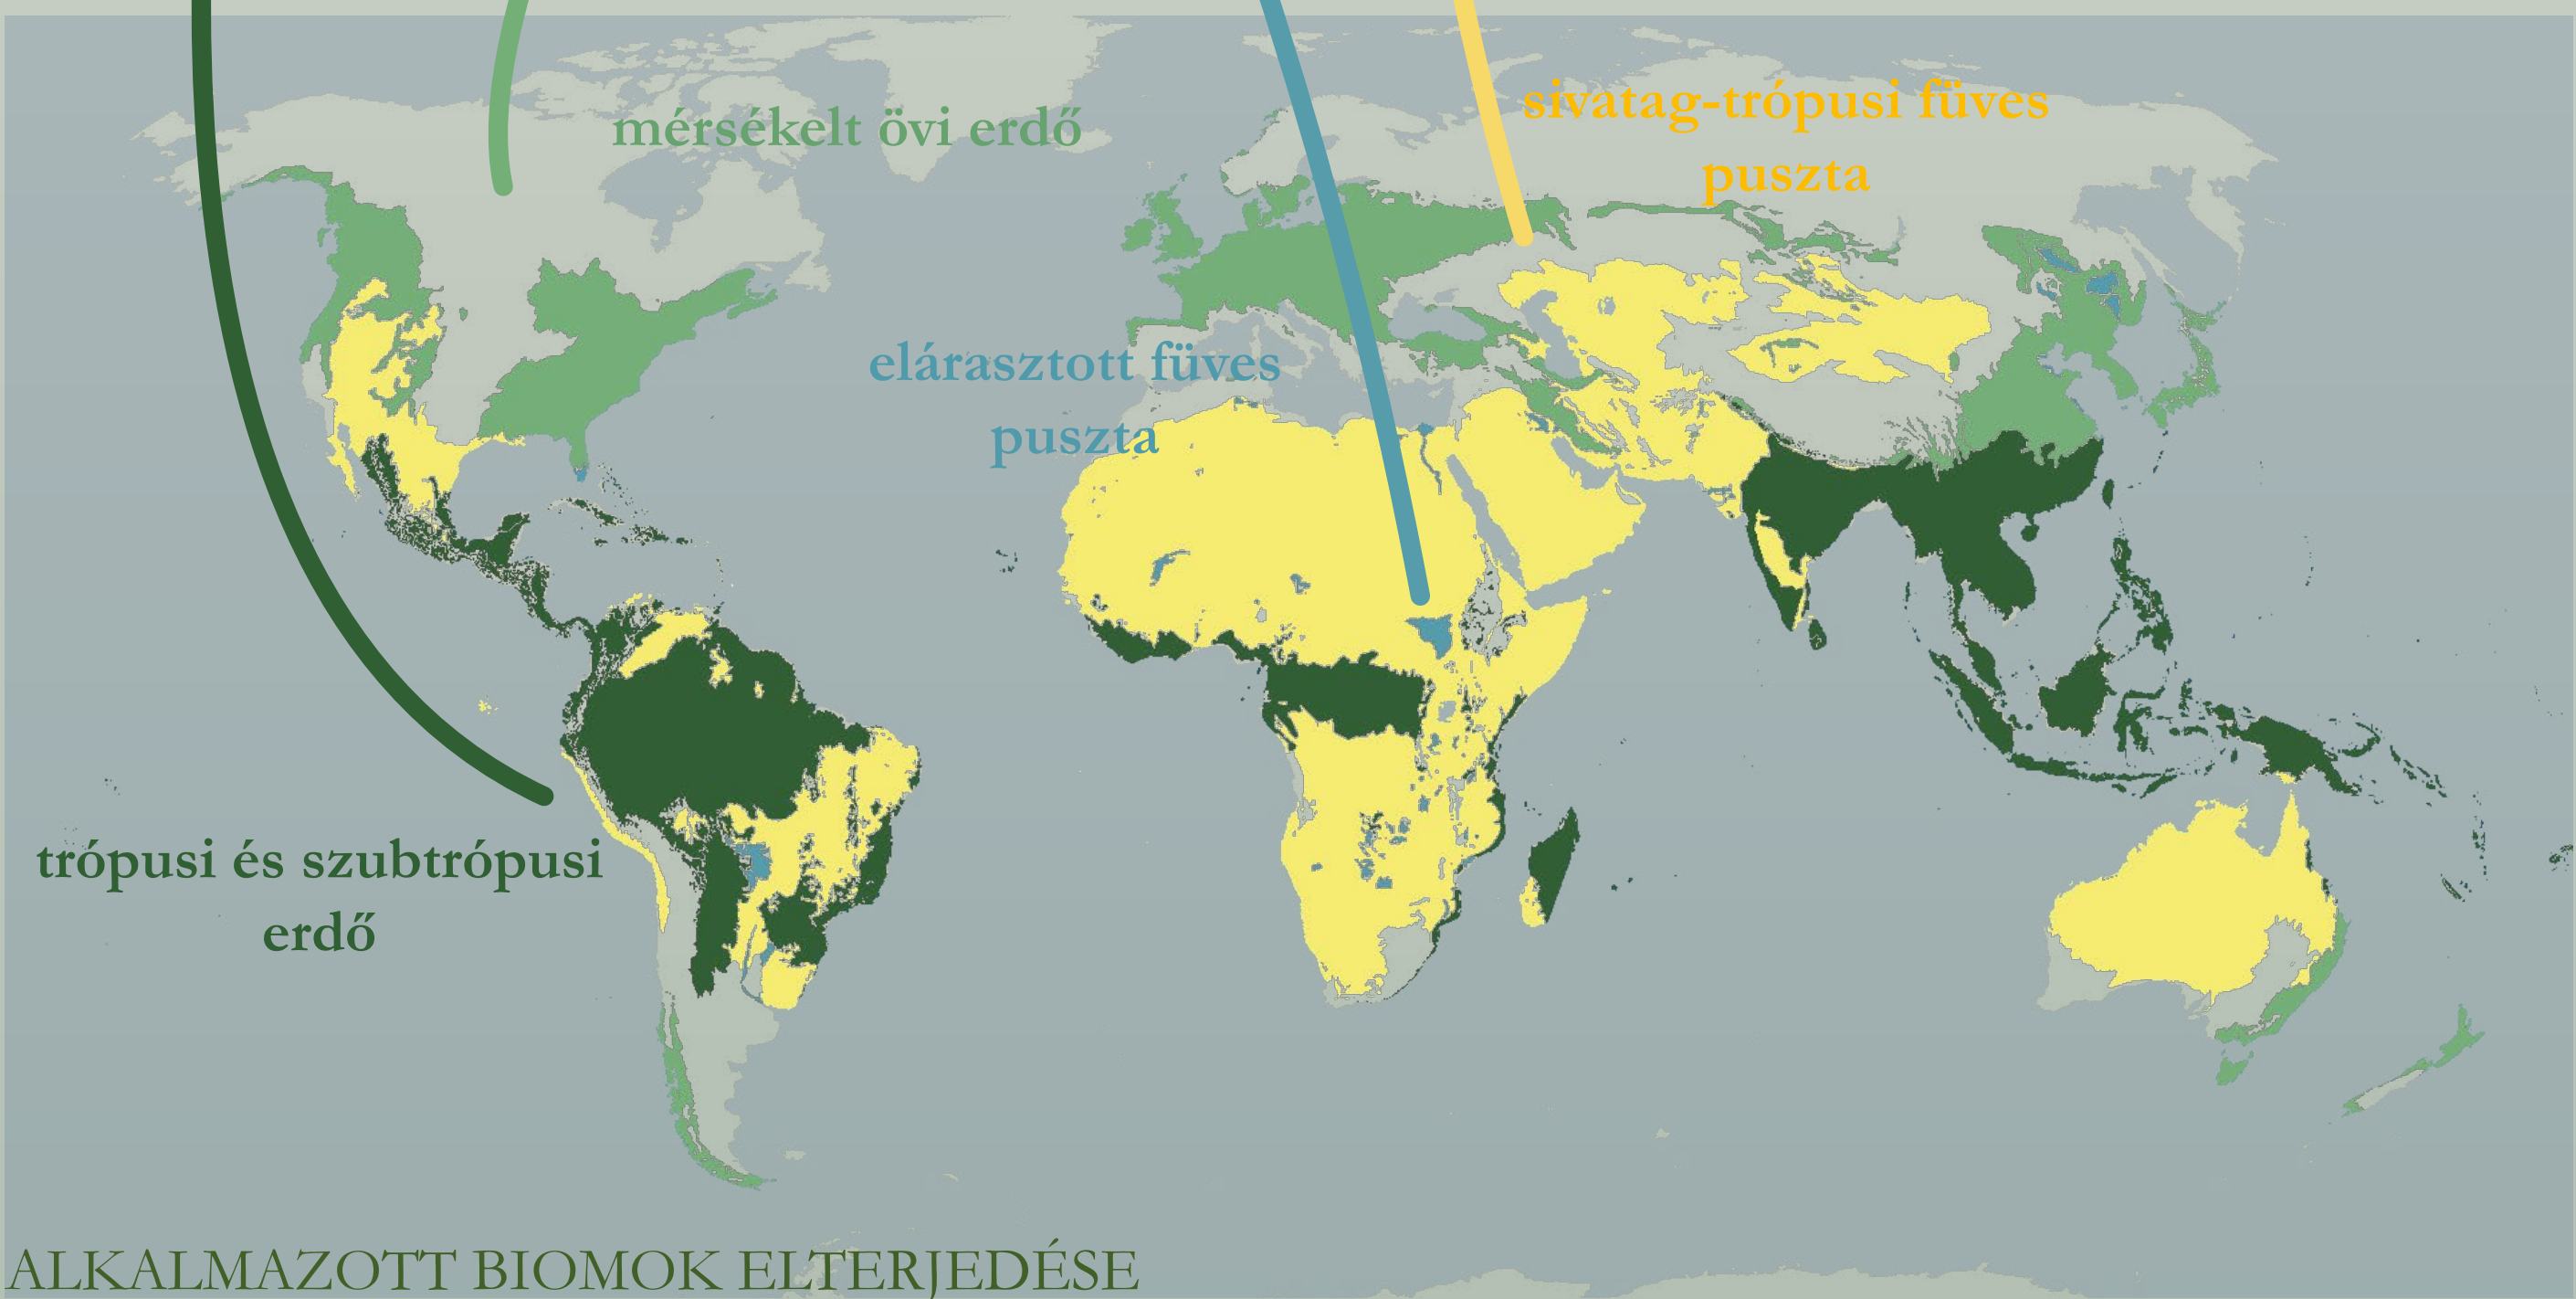 mérsékelt övi erdő
sivatag-trópusi füves
puszta
elárasztott füves
puszta
trópusi és szubtrópusi
erdő
ALKALMAZOTT BIOMOK ELTERJEDÉSE